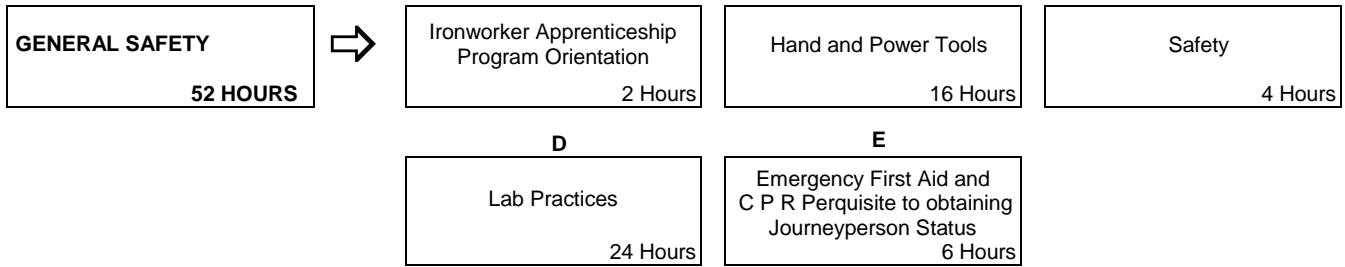 GENERAL SAFETY
52 HOURS
Ironworker Apprenticeship
Program Orientation
2 Hours
Hand and Power Tools
16 Hours
Safety
4 Hours
D
Lab Practices
24 Hours
E
Emergency First Aid and
C P R Perquisite to obtaining
Journeyperson Status
6 Hours